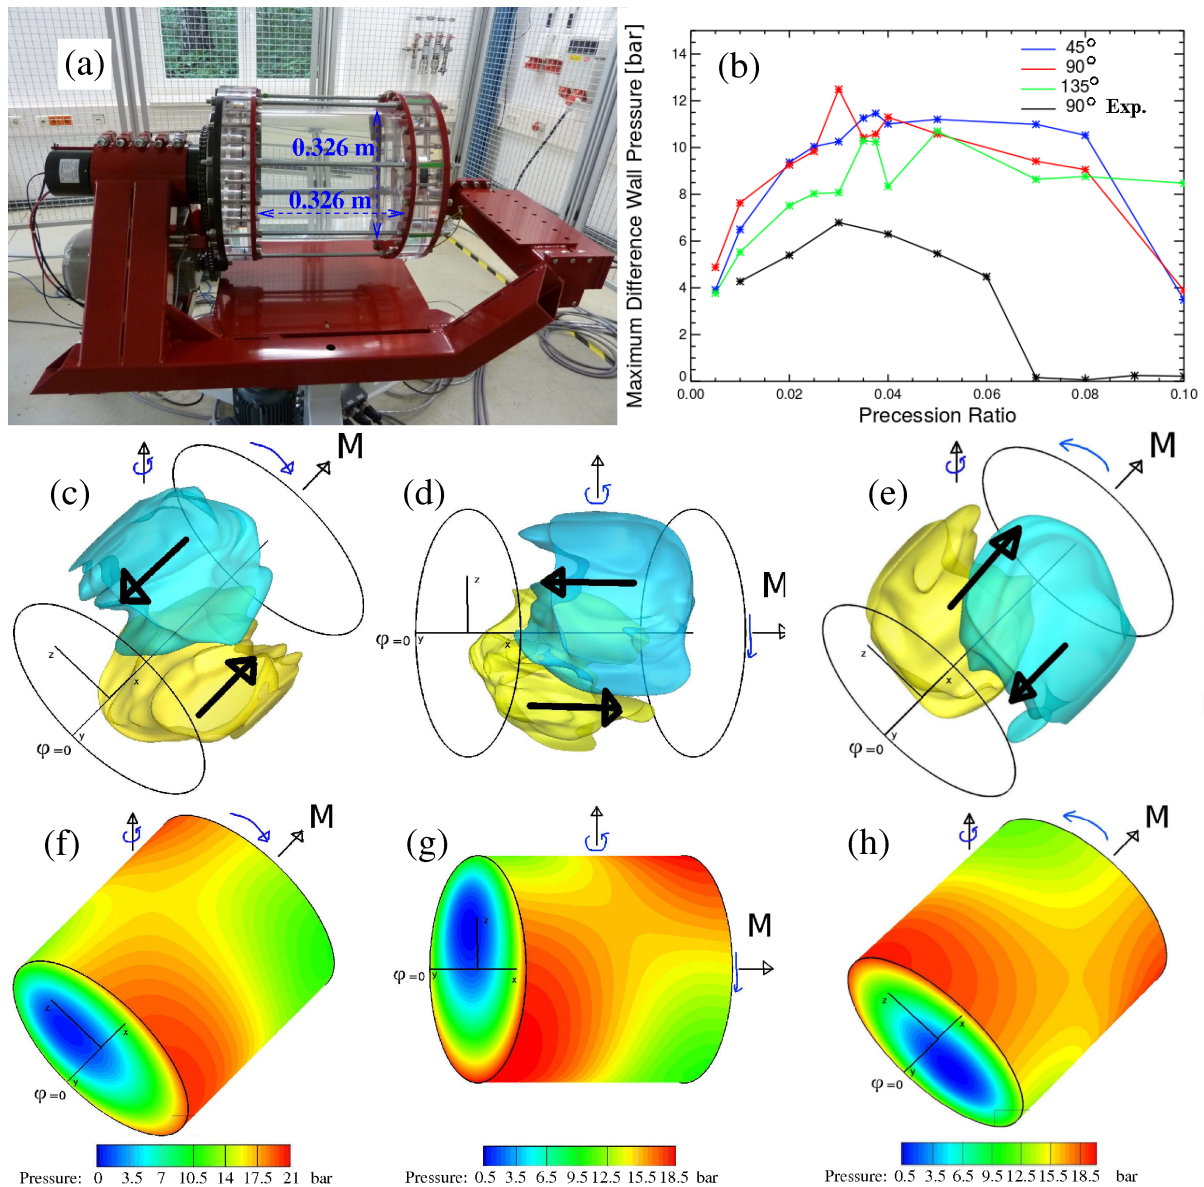 (a)
0.326 m
0.326 m
(b)
Maximum Difference Wall Pressure [bar]
14
12
10
8
6
4
2
0
45°
90°
135°
90° Exp.
0.00 0.02 0.04 0.06 0.08 0.10
Precession Ratio
(c)
M
z
x
y
φ=0
(d)
M
z
φ=0
y
x
(e)
M
z
x
y
φ=0
(f)
M
z
x
y
φ=0
(g)
M
z
φ=0
y
x
(h)
M
z
x
y
φ=0
Pressure: 0 3.5 7 10.5 14 17.5 21 bar
Pressure: 0.5 3.5 6.5 9.5 12.5 15.5 18.5 bar
Pressure: 0.5 3.5 6.5 9.5 12.5 15.5 18.5 bar